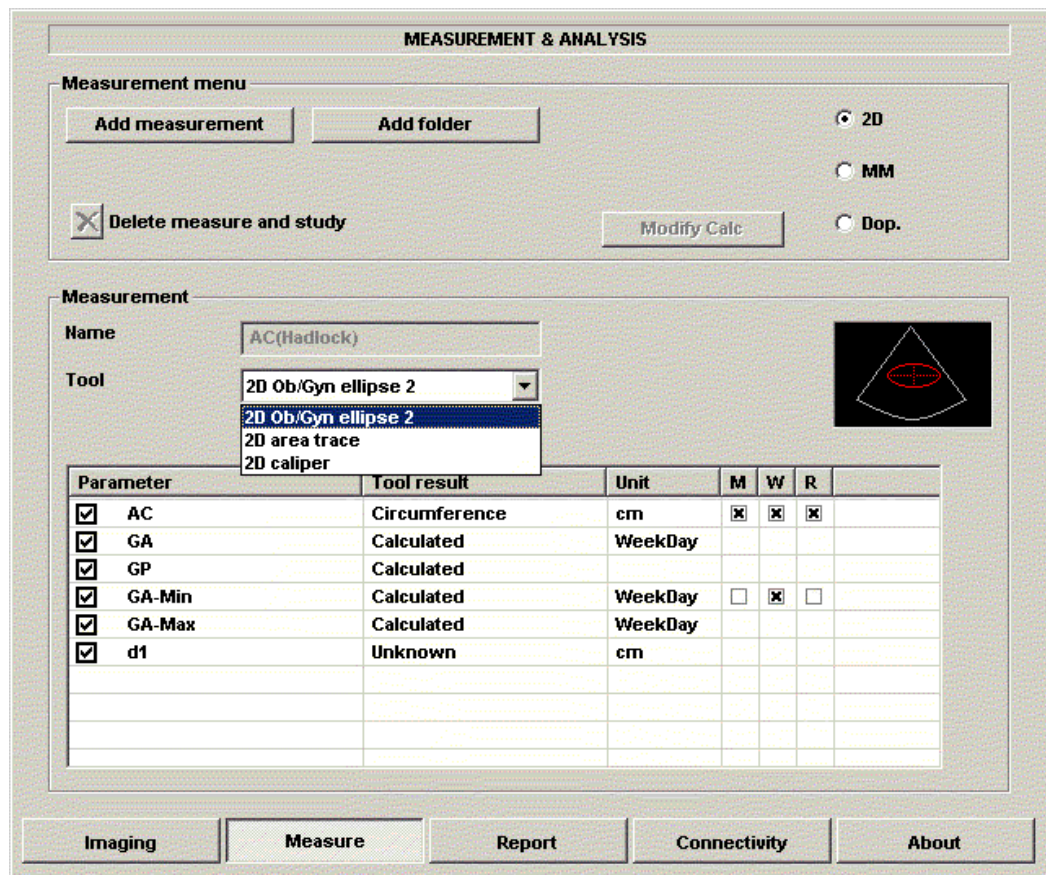 MEASUREMENT & ANALYSIS
Measurement menu
Add measurement Add folder 2D
MM
Delete measure and study Modify Calc Dop.
Measurement
Name AC(Hadlock)
Tool 2D Ob/Gyn ellipse 2
2D Ob/Gyn ellipse 2
2D area trace
2D caliper
Parameter Tool result Unit M W R
AC Circumference cm
GA Calculated WeekDay
GP Calculated
GA-Min Calculated WeekDay
GA-Max Calculated WeekDay
d1 Unknown cm
Imaging Measure Report Connectivity About